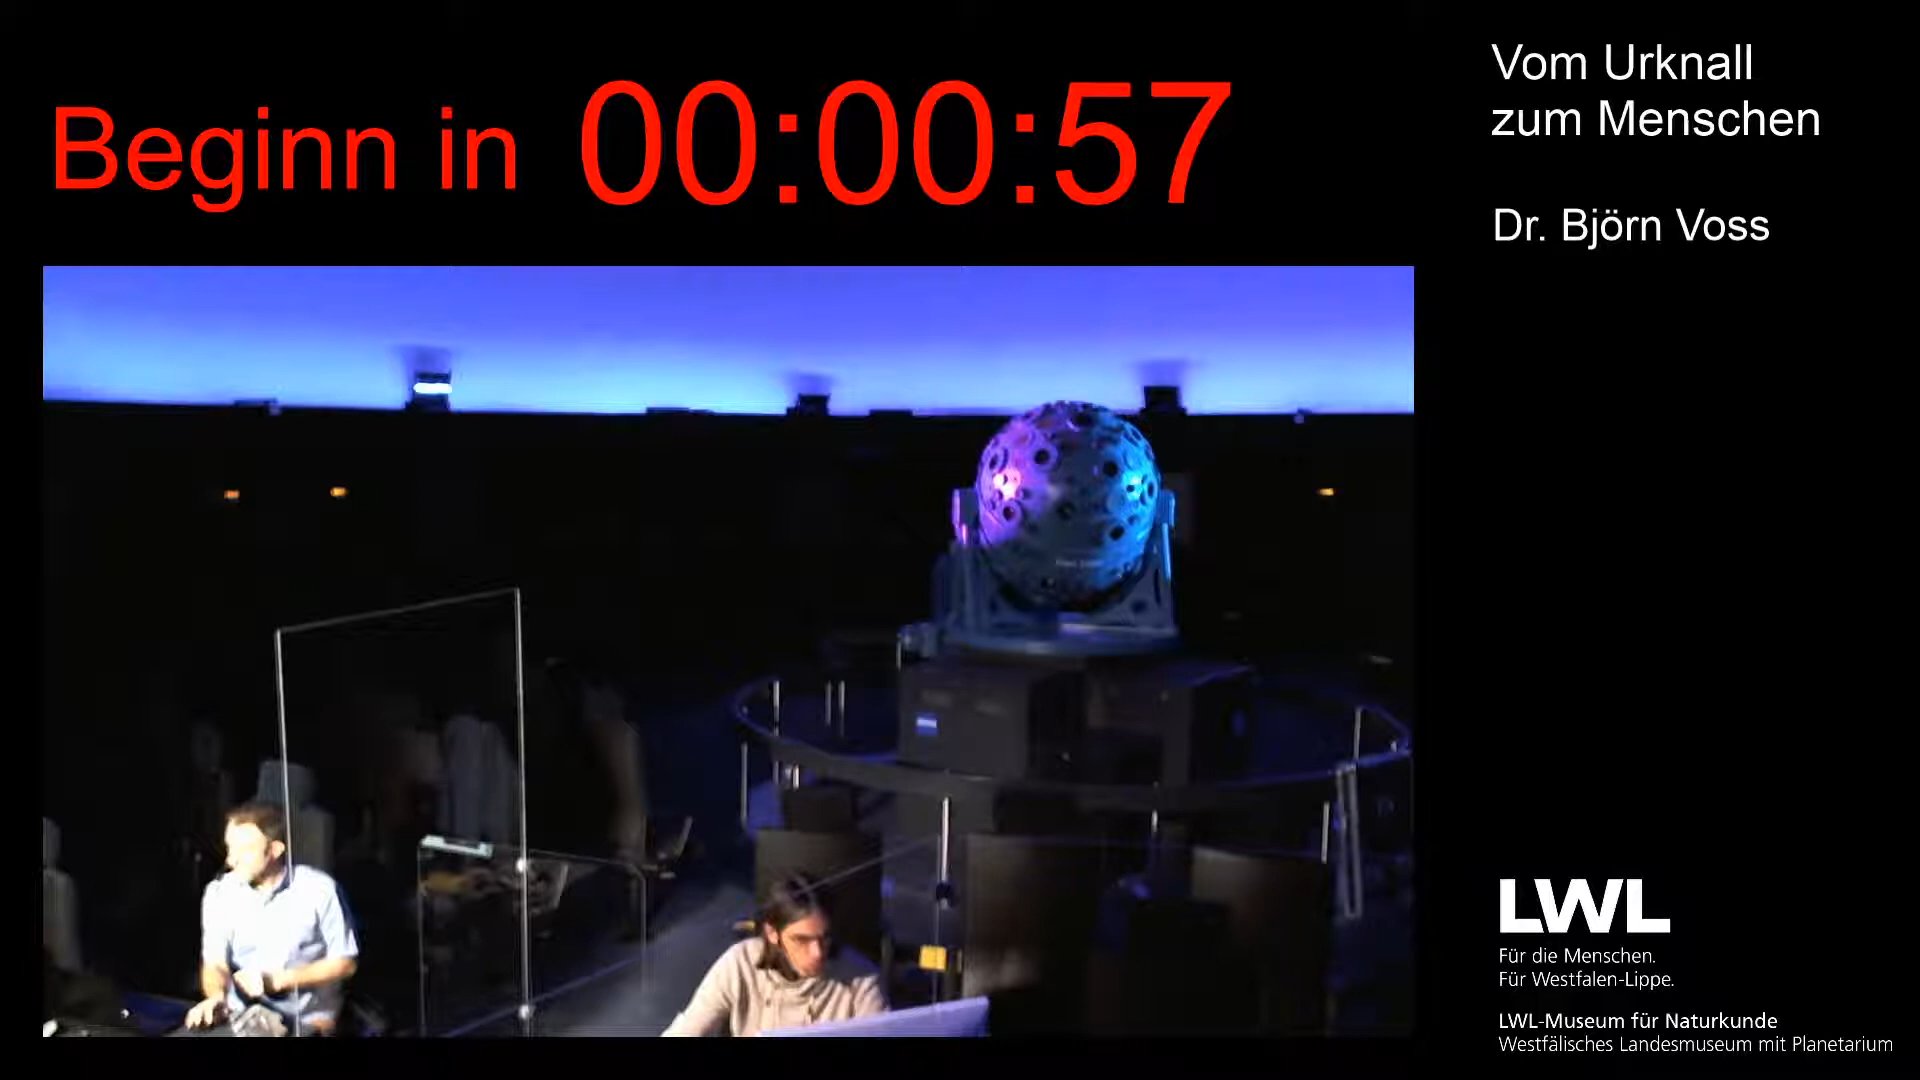 Beginn in 00:00:57
Vom Urknall
zum Menschen
Dr. Björn Voss
LWL
Für die Menschen.
Für Westfalen-Lippe.
LWL-Museum für Naturkunde
Westfälisches Landesmuseum mit Planetarium